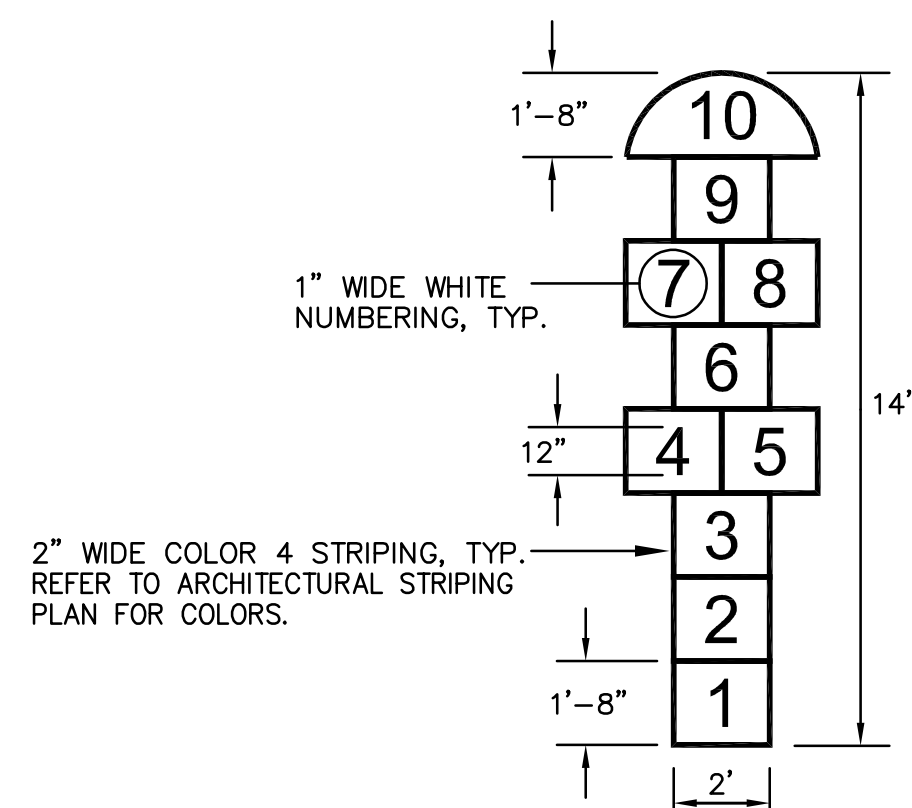 10
1'-8"
9
1" WIDE WHITE
NUMBERING, TYP.
7 8
6
14'
12"
4 5
3
2" WIDE COLOR 4 STRIPING, TYP.
REFER TO ARCHITECTURAL STRIPING
PLAN FOR COLORS.
2
1'-8"
1
2'